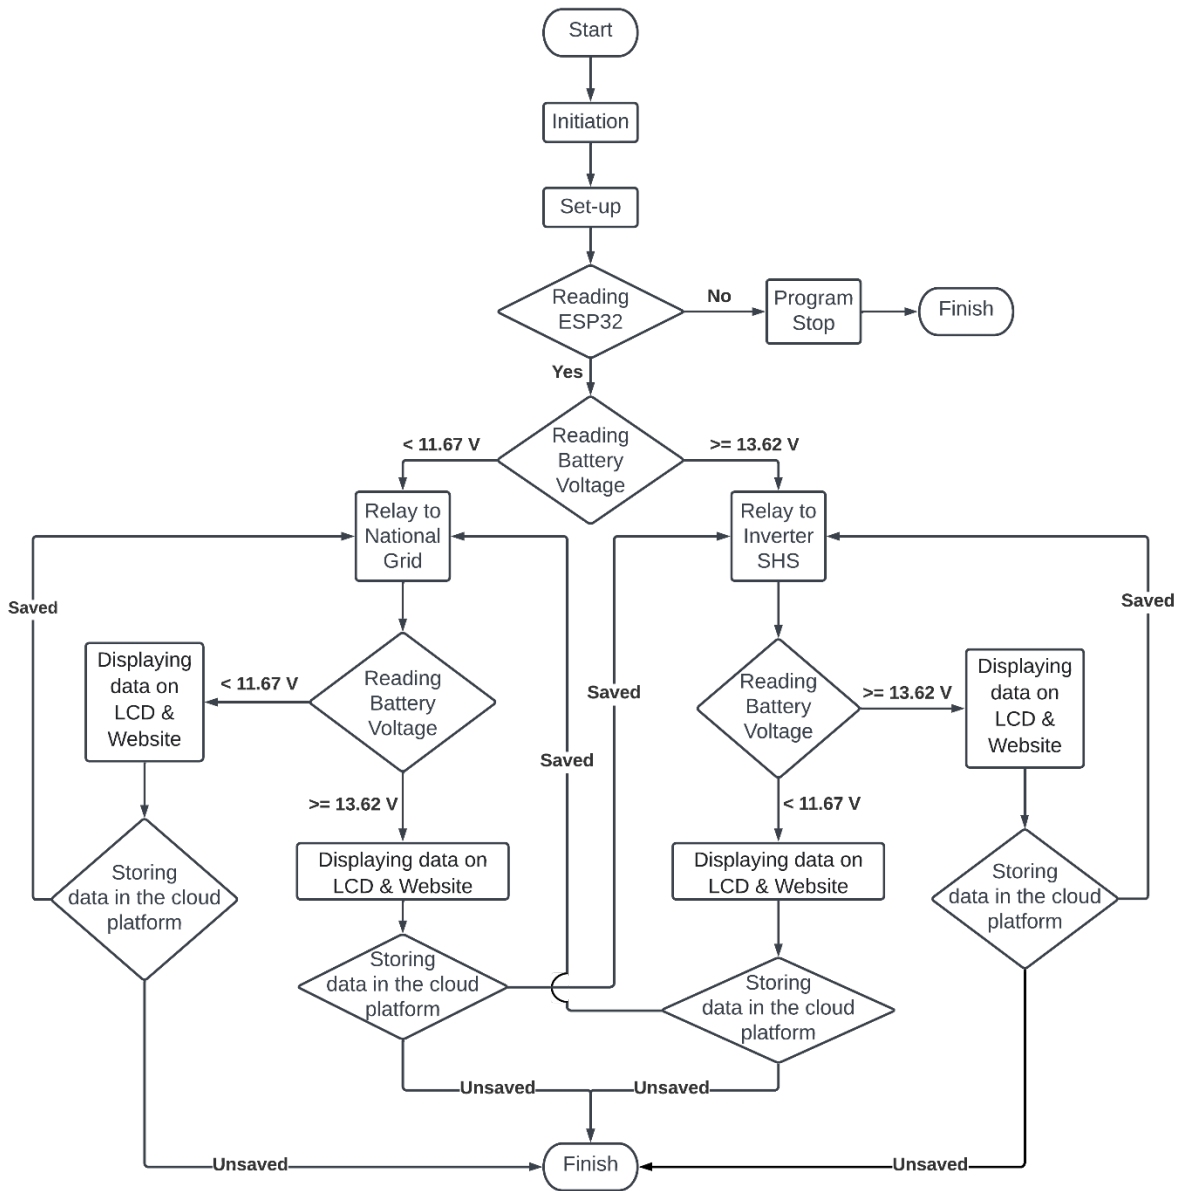 Start
Initiation
Set-up
Reading
ESP32
No
Program
Stop
Finish
Yes
Reading
Battery
Voltage
< 11.67 V
>= 13.62 V
Relay to
National
Grid
Relay to
Inverter
SHS
Saved
Saved
Displaying
data on
LCD &
Website
< 11.67 V
Reading
Battery
Voltage
Saved
Saved
Reading
Battery
Voltage
>= 13.62 V
Displaying
data on
LCD &
Website
>= 13.62 V
< 11.67 V
Storing
data in the cloud
platform
Displaying data on
LCD & Website
Displaying data on
LCD & Website
Storing
data in the cloud
platform
Storing
data in the cloud
platform
Storing
data in the cloud
platform
Unsaved
Unsaved
Unsaved
Finish
Unsaved